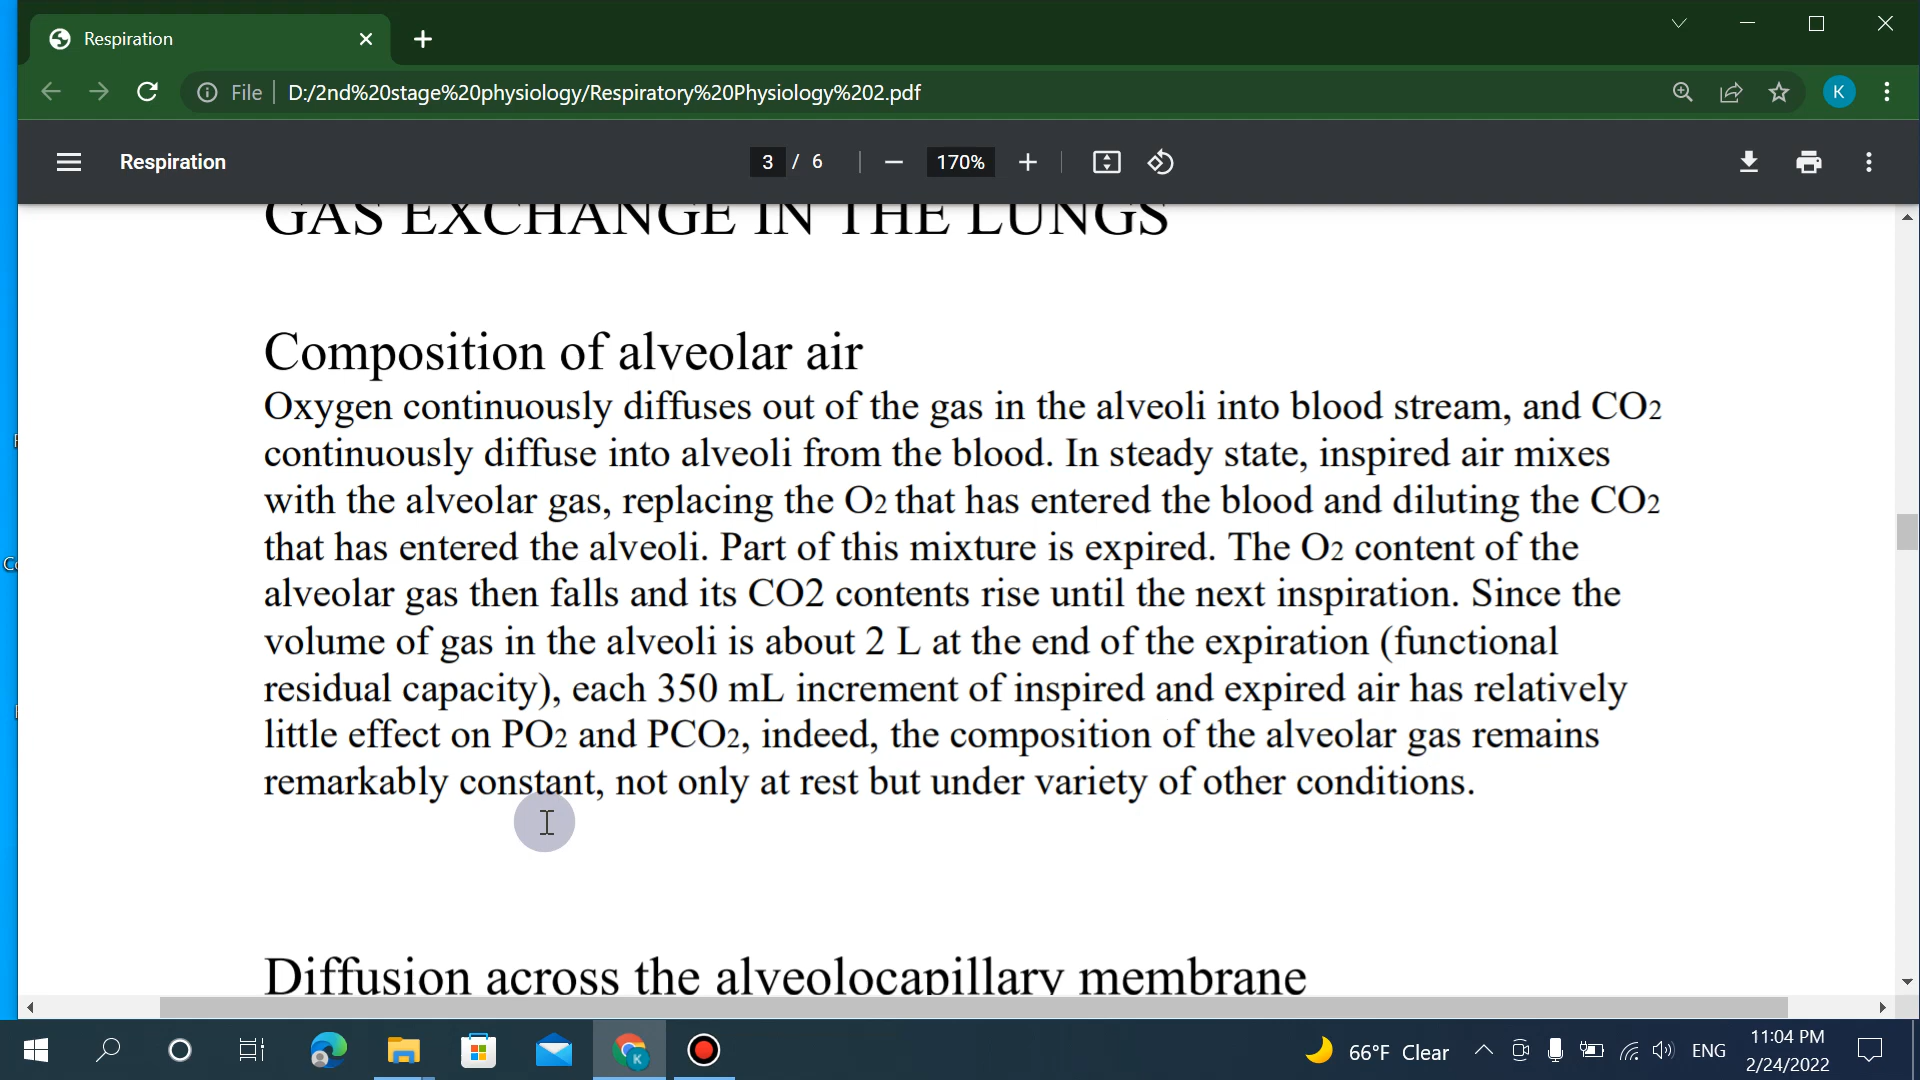 Respiration
File
D:/2nd%20stage%20physiology/Respiratory%20Physiology%202.pdf
K
Respiration
3 / 6
170%
GAS EXCHANGE IN THE LUNGS
Composition of alveolar air
Oxygen continuously diffuses out of the gas in the alveoli into blood stream, and CO2
continuously diffuse into alveoli from the blood. In steady state, inspired air mixes
with the alveolar gas, replacing the O2 that has entered the blood and diluting the CO2
that has entered the alveoli. Part of this mixture is expired. The O2 content of the
alveolar gas then falls and its CO2 contents rise until the next inspiration. Since the
volume of gas in the alveoli is about 2 L at the end of the expiration (functional
residual capacity), each 350 mL increment of inspired and expired air has relatively
little effect on PO2 and PCO2, indeed, the composition of the alveolar gas remains
remarkably constant, not only at rest but under variety of other conditions.
Diffusion across the alveolocapillary membrane
K
66°F Clear
ENG
11:04 PM
2/24/2022